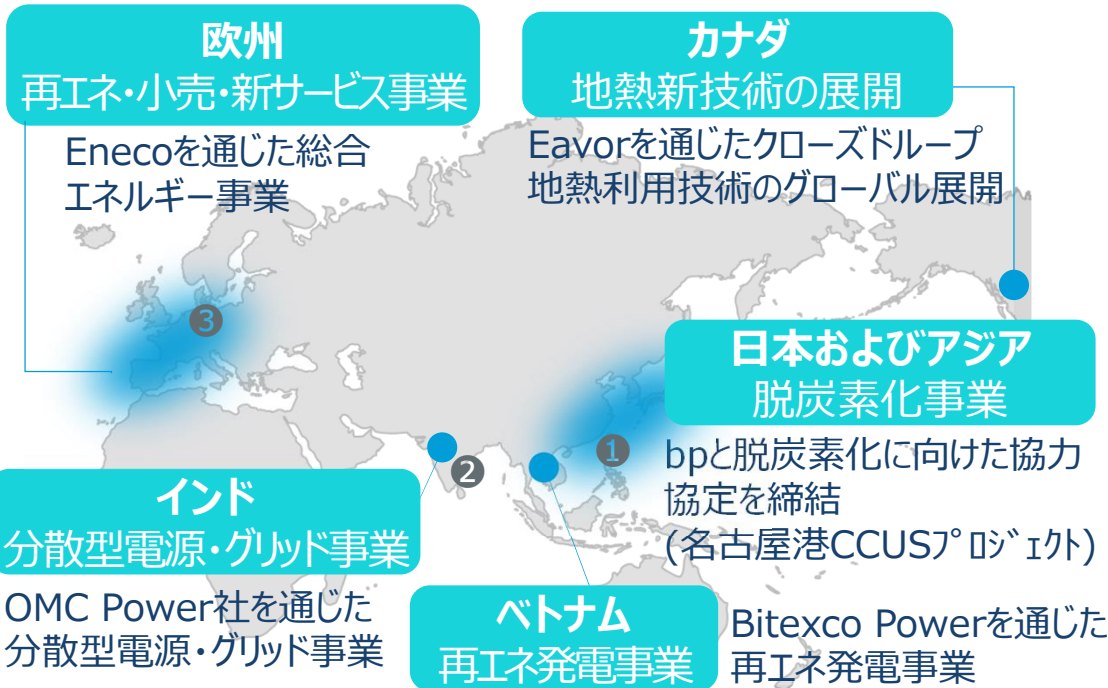 欧州
再エネ・小売・新サービス事業
Enecoを通じた総合
エネルギー事業
カナダ
地熱新技術の展開
Eavorを通じたクローズドループ
地熱利用技術のグローバル展開
❸
日本およびアジア
脱炭素化事業
bpと脱炭素化に向けた協力
協定を締結
(名古屋港CCUSﾌﾟﾛｼﾞｪｸﾄ)
❶
❷
インド
分散型電源・グリッド事業
OMC Power社を通じた
分散型電源・グリッド事業
ベトナム
再エネ発電事業
Bitexco Powerを通じた
再エネ発電事業